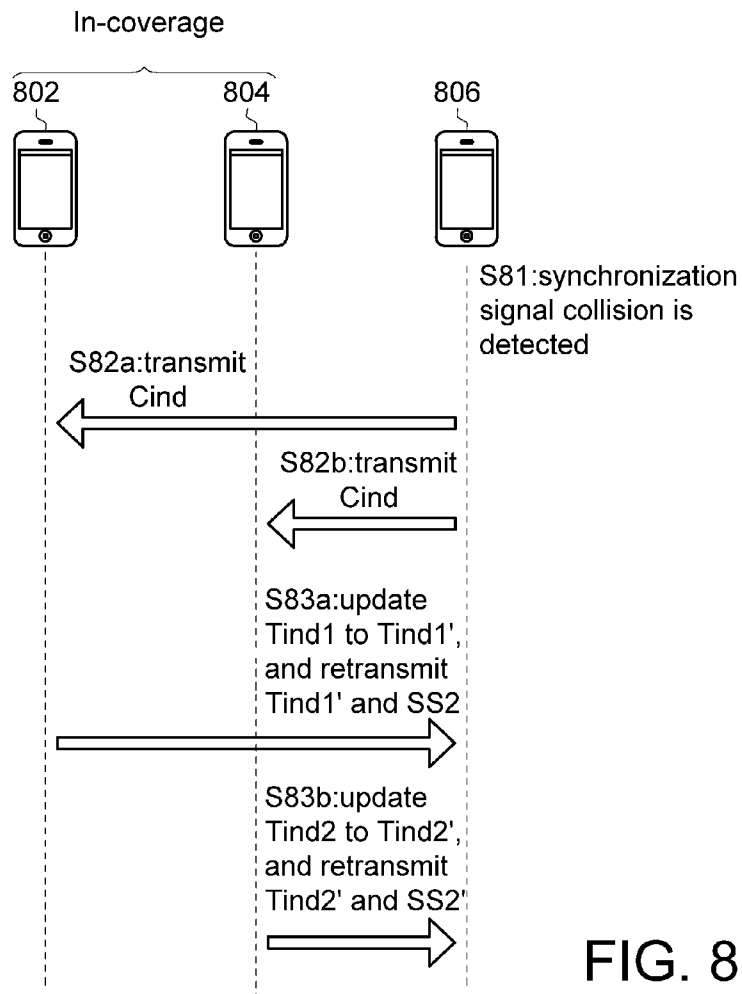 In-coverage
802
804
806
S81:synchronization
signal collision is
detected
S82a:transmit
Cind
S82b:transmit
Cind
S83a:update
Tind1 to Tind1',
and retransmit
Tind1' and SS2
S83b:update
Tind2 to Tind2',
and retransmit
Tind2' and SS2'
FIG. 8